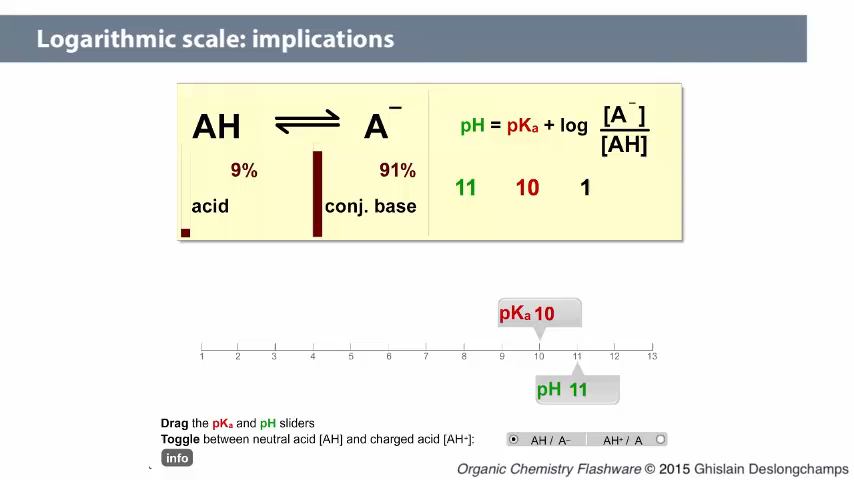 Logarithmic scale: implications
AH ⇌ A⁻
9% 91%
acid conj. base
pH = pKₐ + log [A⁻] / [AH]
11 10 1
pKₐ 10
1 2 3 4 5 6 7 8 9 10 11 12 13
pH 11
Drag the pKₐ and pH sliders
Toggle between neutral acid [AH] and charged acid [AH⁺]: AH / A⁻ AH⁺ / A
info
Organic Chemistry Flashware © 2015 Ghislain Deslongchamps